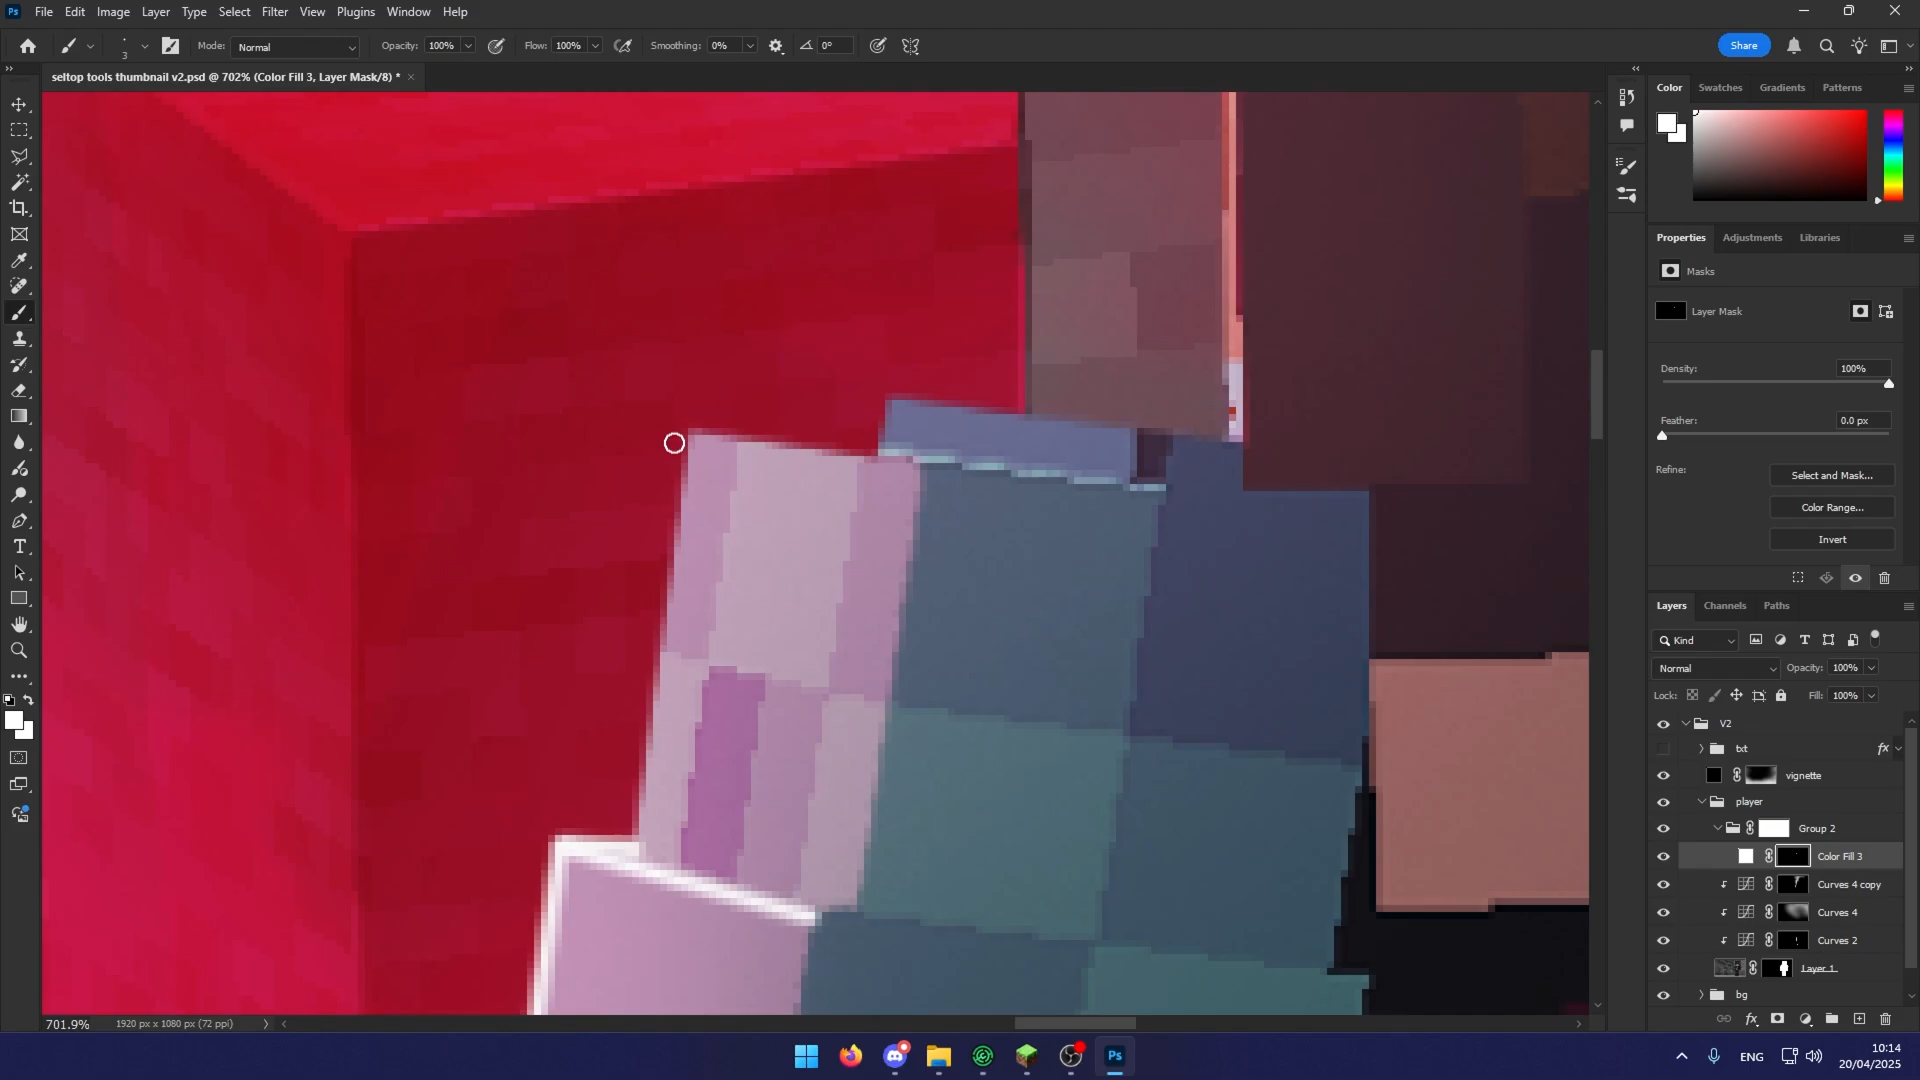 Ps File Edit Image Layer Type Select Filter Plugins View Window Help
3 Mode: Normal Opacity: 100% Flow: 100% Smoothing: 0% 0° Share
seltop tools thumbnail v2.psd @ 702% (Color Fill 3, Layer Mask/8) * ×
Color Swatches Gradients Patterns
Properties Adjustments Libraries
Masks
Layer Mask
Density: 100%
Feather: 0.0 px
Refine: Select and Mask...
Color Range...
Invert
Layers Channels Paths
Kind
Normal Opacity: 100%
Lock: Fill: 100%
V2
txt fx
vignette
player
Group 2
Color Fill 3
Curves 4 copy
Curves 4
Curves 2
Layer 1
bg
fx
701.9% 1920 px x 1080 px (72 ppi)
Ps ENG 10:14
20/04/2025